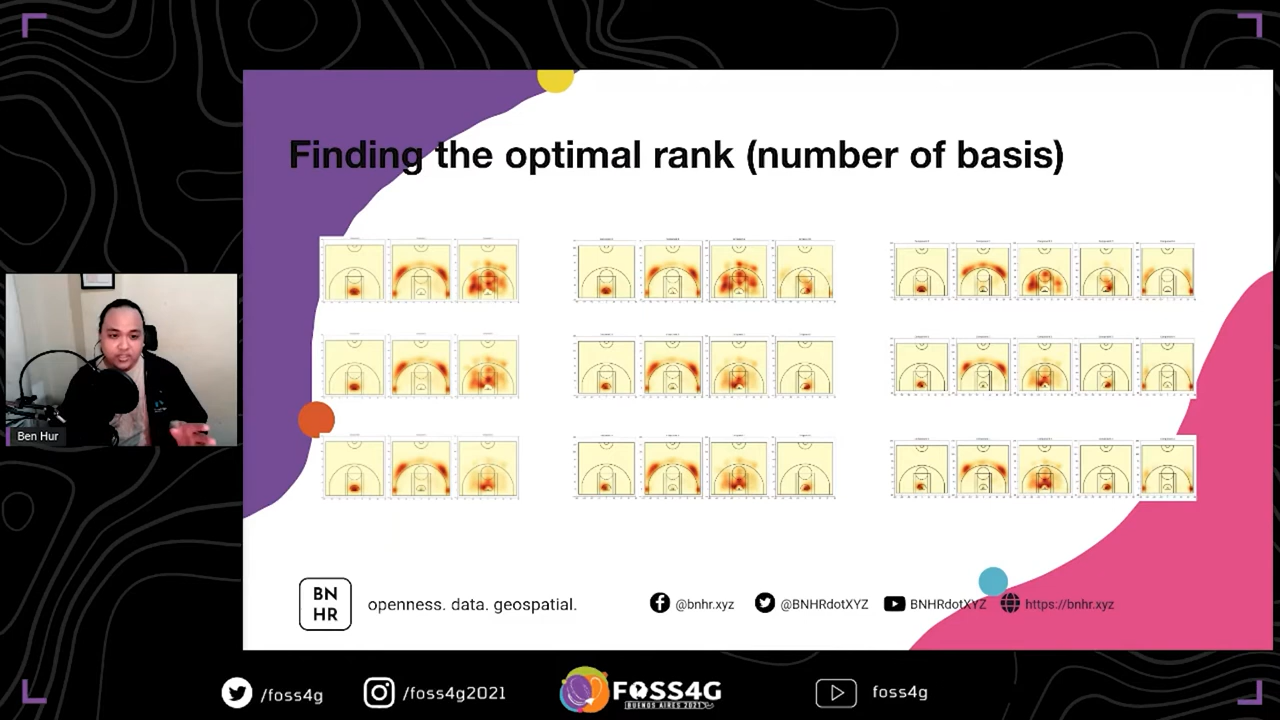 Finding the optimal rank (number of basis)
Ben Hur
BN
HR
openness. data. geospatial.
@bnhr.xyz
@BNHRdotXYZ
BNHRdotXYZ
https://bnhr.xyz
/foss4g
/foss4g2021
FOSS4G
BUENOS AIRES 2021
foss4g